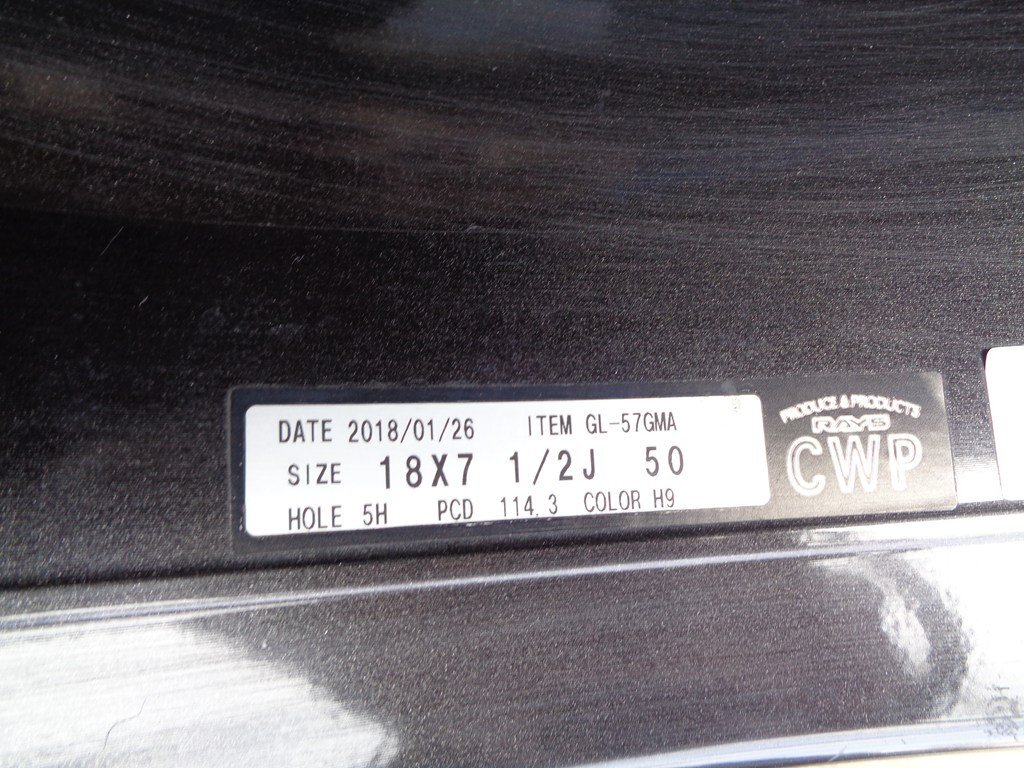 DATE 2018/01/26 ITEM GL-57GMA
SIZE 18X7 1/2J 50
HOLE 5H PCD 114.3 COLOR H9
PRODUCE & PRODUCTS
RAYS
CWP